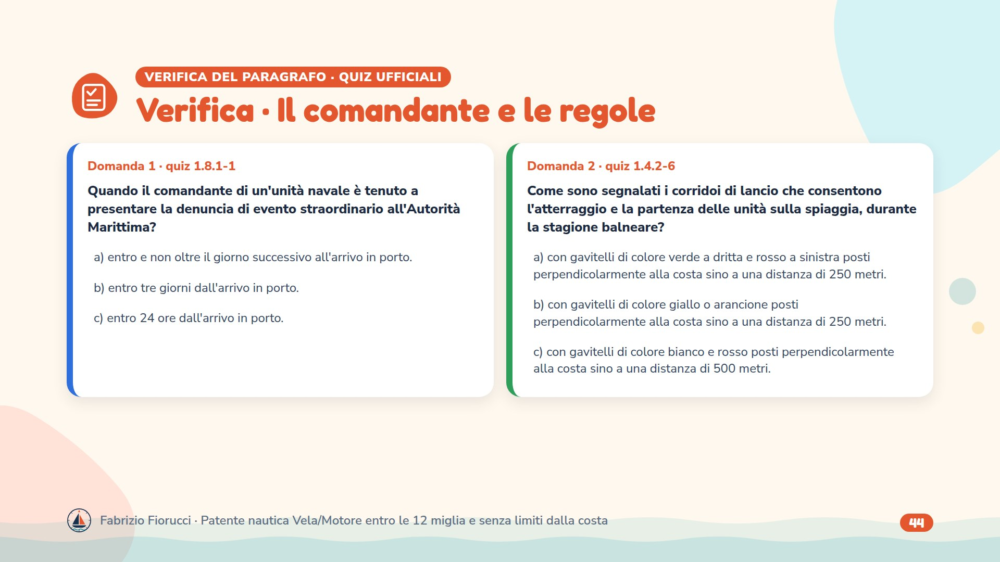 VERIFICA DEL PARAGRAFO · QUIZ UFFICIALI
Verifica · Il comandante e le regole
Domanda 1 · quiz 1.8.1-1
Quando il comandante di un'unità navale è tenuto a
presentare la denuncia di evento straordinario all'Autorità
Marittima?
a) entro e non oltre il giorno successivo all'arrivo in porto.
b) entro tre giorni dall'arrivo in porto.
c) entro 24 ore dall'arrivo in porto.
Domanda 2 · quiz 1.4.2-6
Come sono segnalati i corridoi di lancio che consentono
l'atterraggio e la partenza delle unità sulla spiaggia, durante
la stagione balneare?
a) con gavitelli di colore verde a dritta e rosso a sinistra posti
perpendicolarmente alla costa sino a una distanza di 250 metri.
b) con gavitelli di colore giallo o arancione posti
perpendicolarmente alla costa sino a una distanza di 250 metri.
c) con gavitelli di colore bianco e rosso posti perpendicolarmente
alla costa sino a una distanza di 500 metri.
Fabrizio Fiorucci · Patente nautica Vela/Motore entro le 12 miglia e senza limiti dalla costa
44